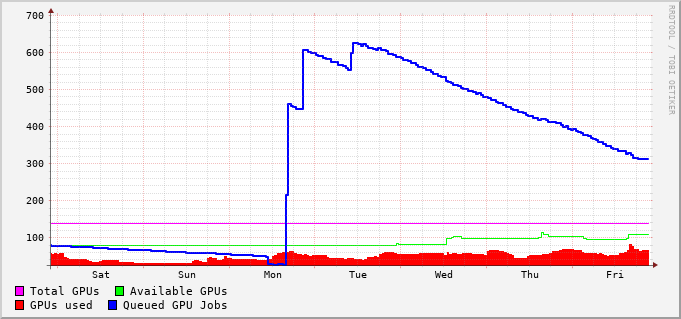 700
600
500
400
300
200
100
Sat Sun Mon Tue Wed Thu Fri
Total GPUs Available GPUs
GPUs used Queued GPU Jobs
RRDTOOL / TOBI OETIKER